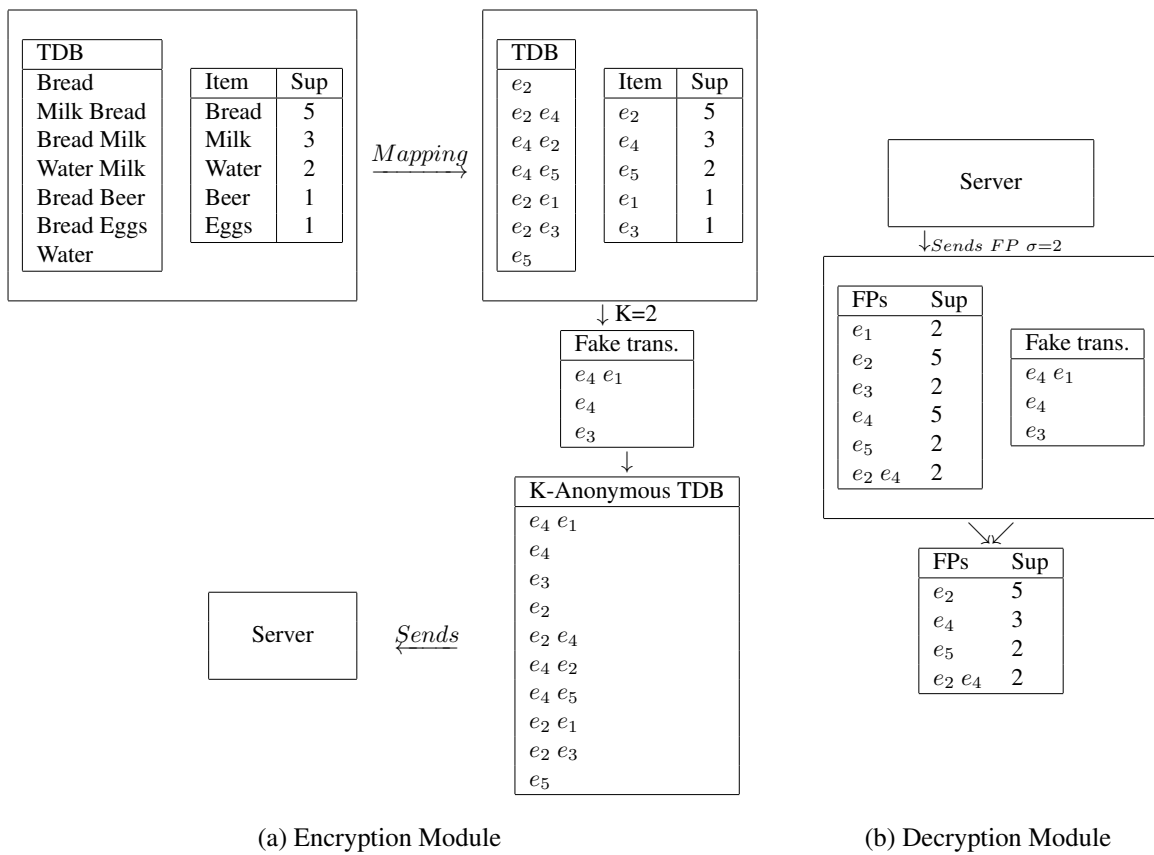 TDB
Bread
Milk Bread
Bread Milk
Water Milk
Bread Beer
Bread Eggs
Water
Item Sup
Bread 5
Milk 3
Water 2
Beer 1
Eggs 1
Mapping
TDB
e₂
e₂ e₄
e₄ e₂
e₄ e₅
e₂ e₁
e₂ e₃
e₅
Item Sup
e₂ 5
e₄ 3
e₅ 2
e₁ 1
e₃ 1
↓ K=2
Fake trans.
e₄ e₁
e₄
e₃
K-Anonymous TDB
e₄ e₁
e₄
e₃
e₂
e₂ e₄
e₄ e₂
e₄ e₅
e₂ e₁
e₂ e₃
e₅
Sends
Server
(a) Encryption Module
Server
↓Sends FP σ=2
FPs Sup
e₁ 2
e₂ 5
e₃ 2
e₄ 5
e₅ 2
e₂ e₄ 2
Fake trans.
e₄ e₁
e₄
e₃
FPs Sup
e₂ 5
e₄ 3
e₅ 2
e₂ e₄ 2
(b) Decryption Module